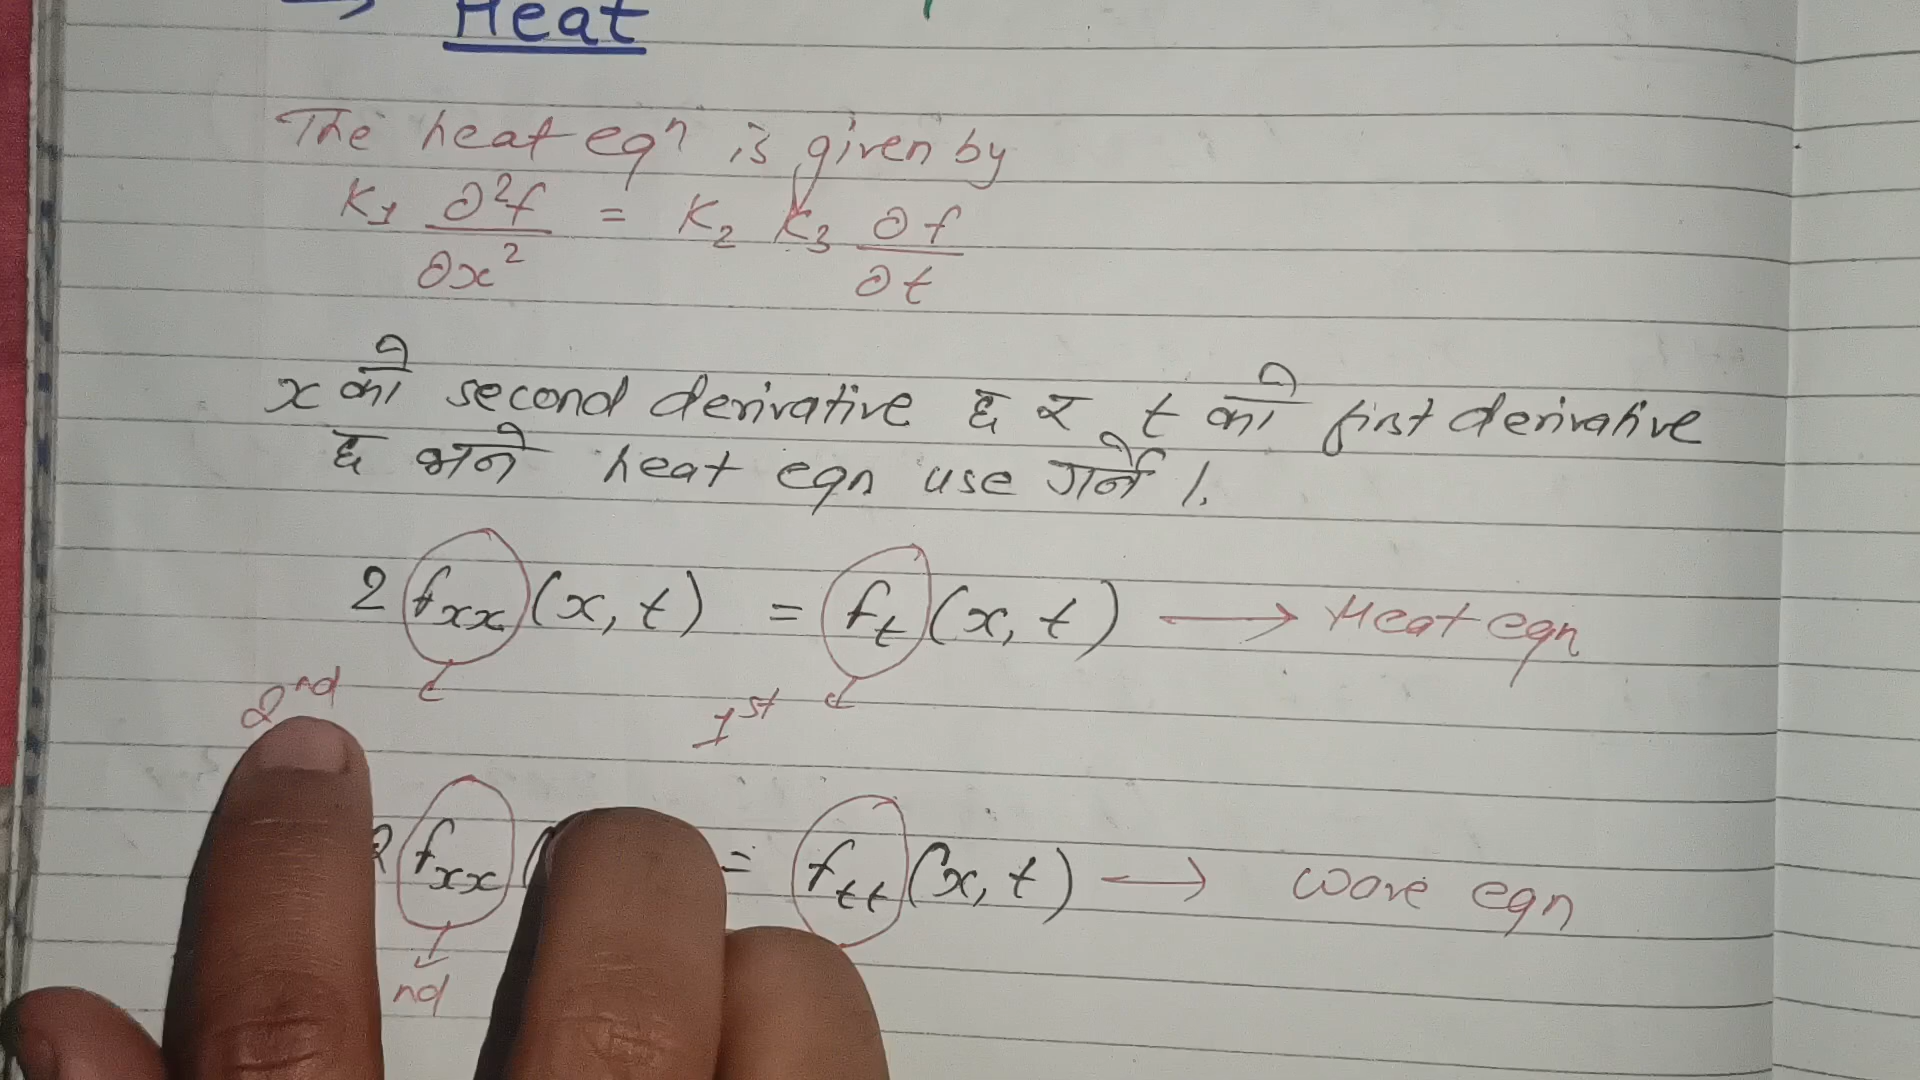 → Heat
The heat eqn is given by
K1 ∂²f/∂x² = K2 K3 ∂f/∂t
x को second derivative छ र t को first derivative
छ भने heat eqn use गर्ने ।.
2 fxx (x, t) = ft (x, t) → Heat eqn
2nd 1st
2 fxx ( = ftt (x, t) → wave eqn
nd